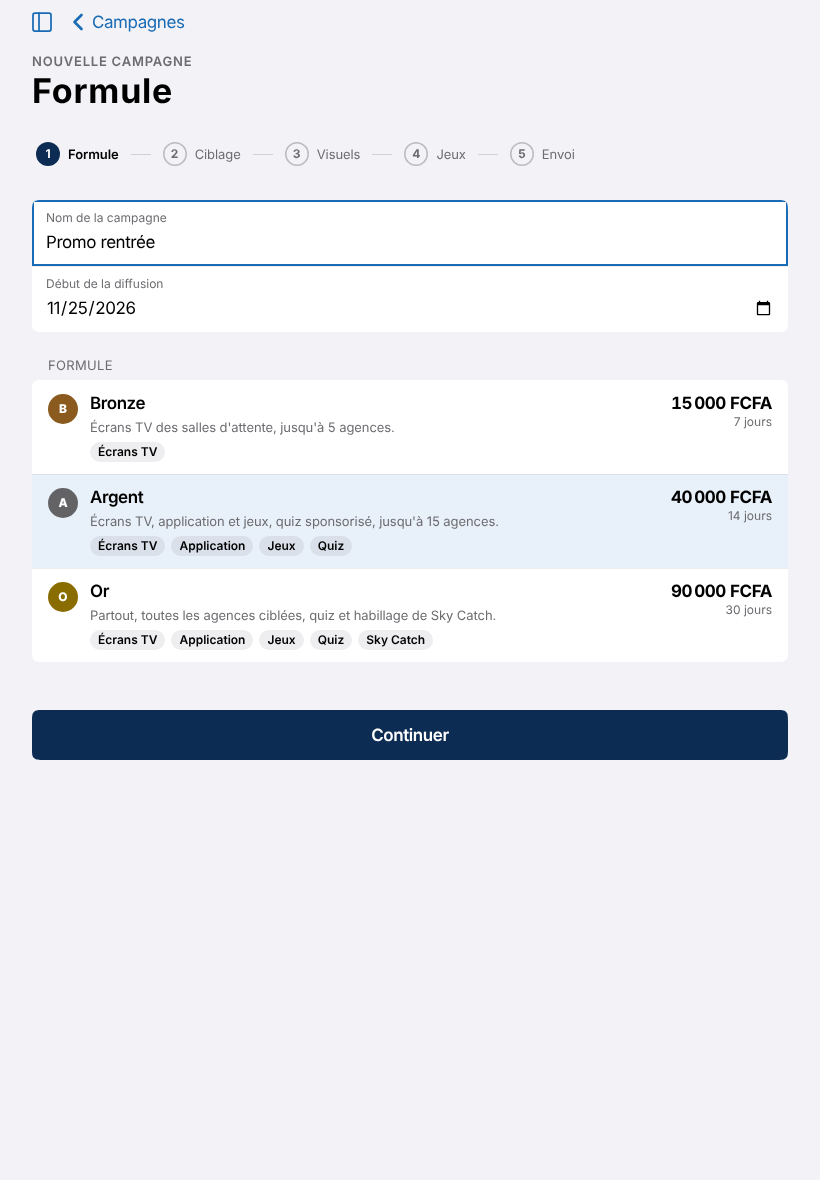 Campagnes
NOUVELLE CAMPAGNE
Formule
1 Formule 2 Ciblage 3 Visuels 4 Jeux 5 Envoi
Nom de la campagne
Promo rentrée
Début de la diffusion
11/25/2026
FORMULE
B Bronze 15 000 FCFA
Écrans TV des salles d'attente, jusqu'à 5 agences. 7 jours
Écrans TV
A Argent 40 000 FCFA
Écrans TV, application et jeux, quiz sponsorisé, jusqu'à 15 agences. 14 jours
Écrans TV Application Jeux Quiz
O Or 90 000 FCFA
Partout, toutes les agences ciblées, quiz et habillage de Sky Catch. 30 jours
Écrans TV Application Jeux Quiz Sky Catch
Continuer